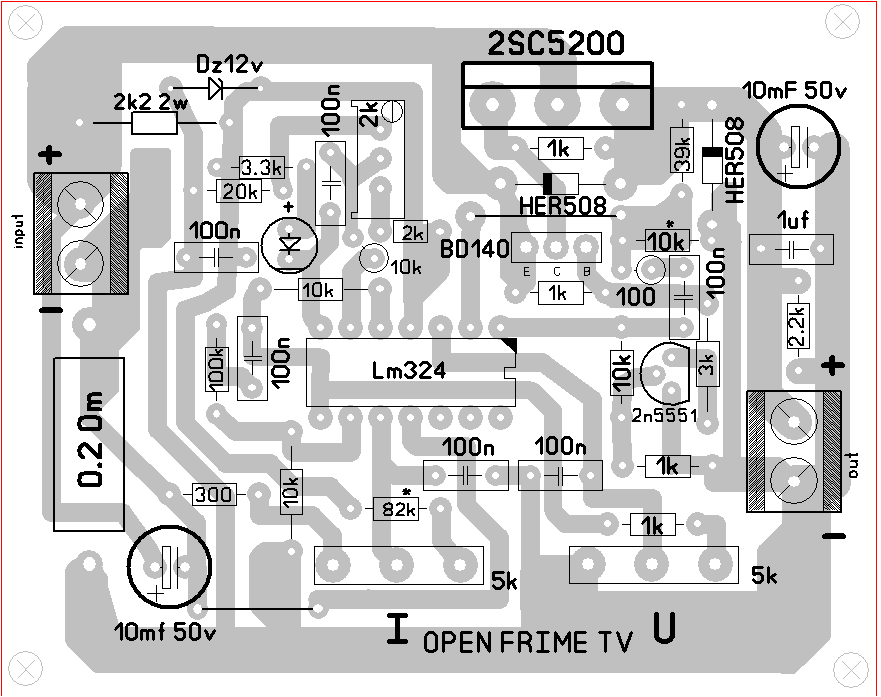 2SC5200
Dz12v
2k2 2w
100n
2k
10mF 50v
1k
39k
HER508
+
3.3k
20k
HER508
+
input
100n
2k
BD140
*
10k
1uf
10k
E C B
100n
10k
1k
100
−
2.2k
100k
100n
Lm324
10k
3k
+
0.2 Om
2n5551
out
100n
100n
1k
300
10k
*
82k
1k
−
5k
5k
+
10mf 50v
I
OPEN FRIME TV
U